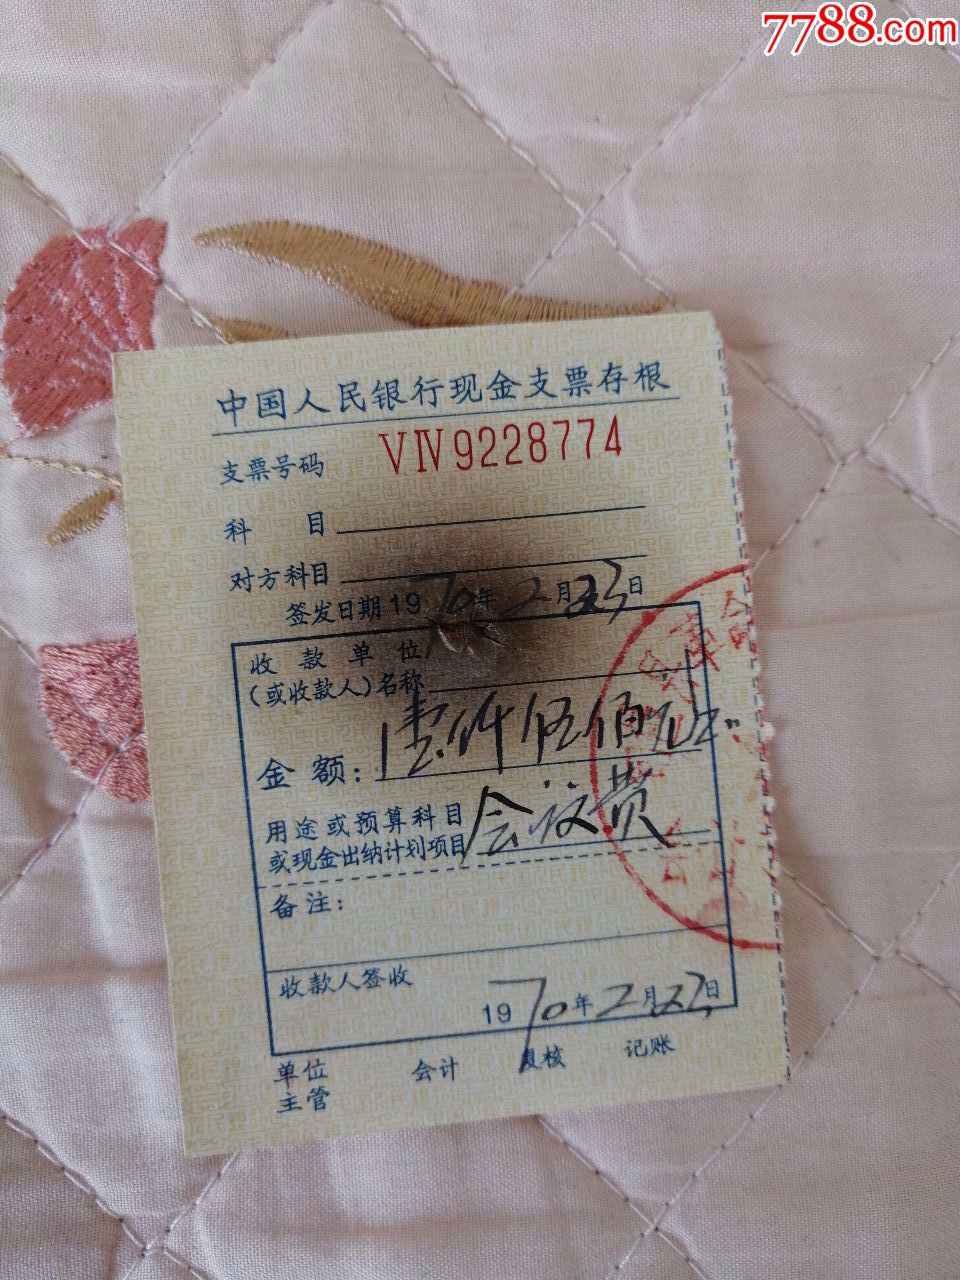 7788.com
中国人民银行现金支票存根
支票号码 VⅣ9228774
科 目
对方科目
签发日期 1970年2月23日
收款单位
(或收款人)名称
金额: 壹仟伍佰元
用途或预算科目
或现金出纳计划项目 会议费
备注:
收款人签收
1970年2月23日
单位 会计 复核 记账
主管